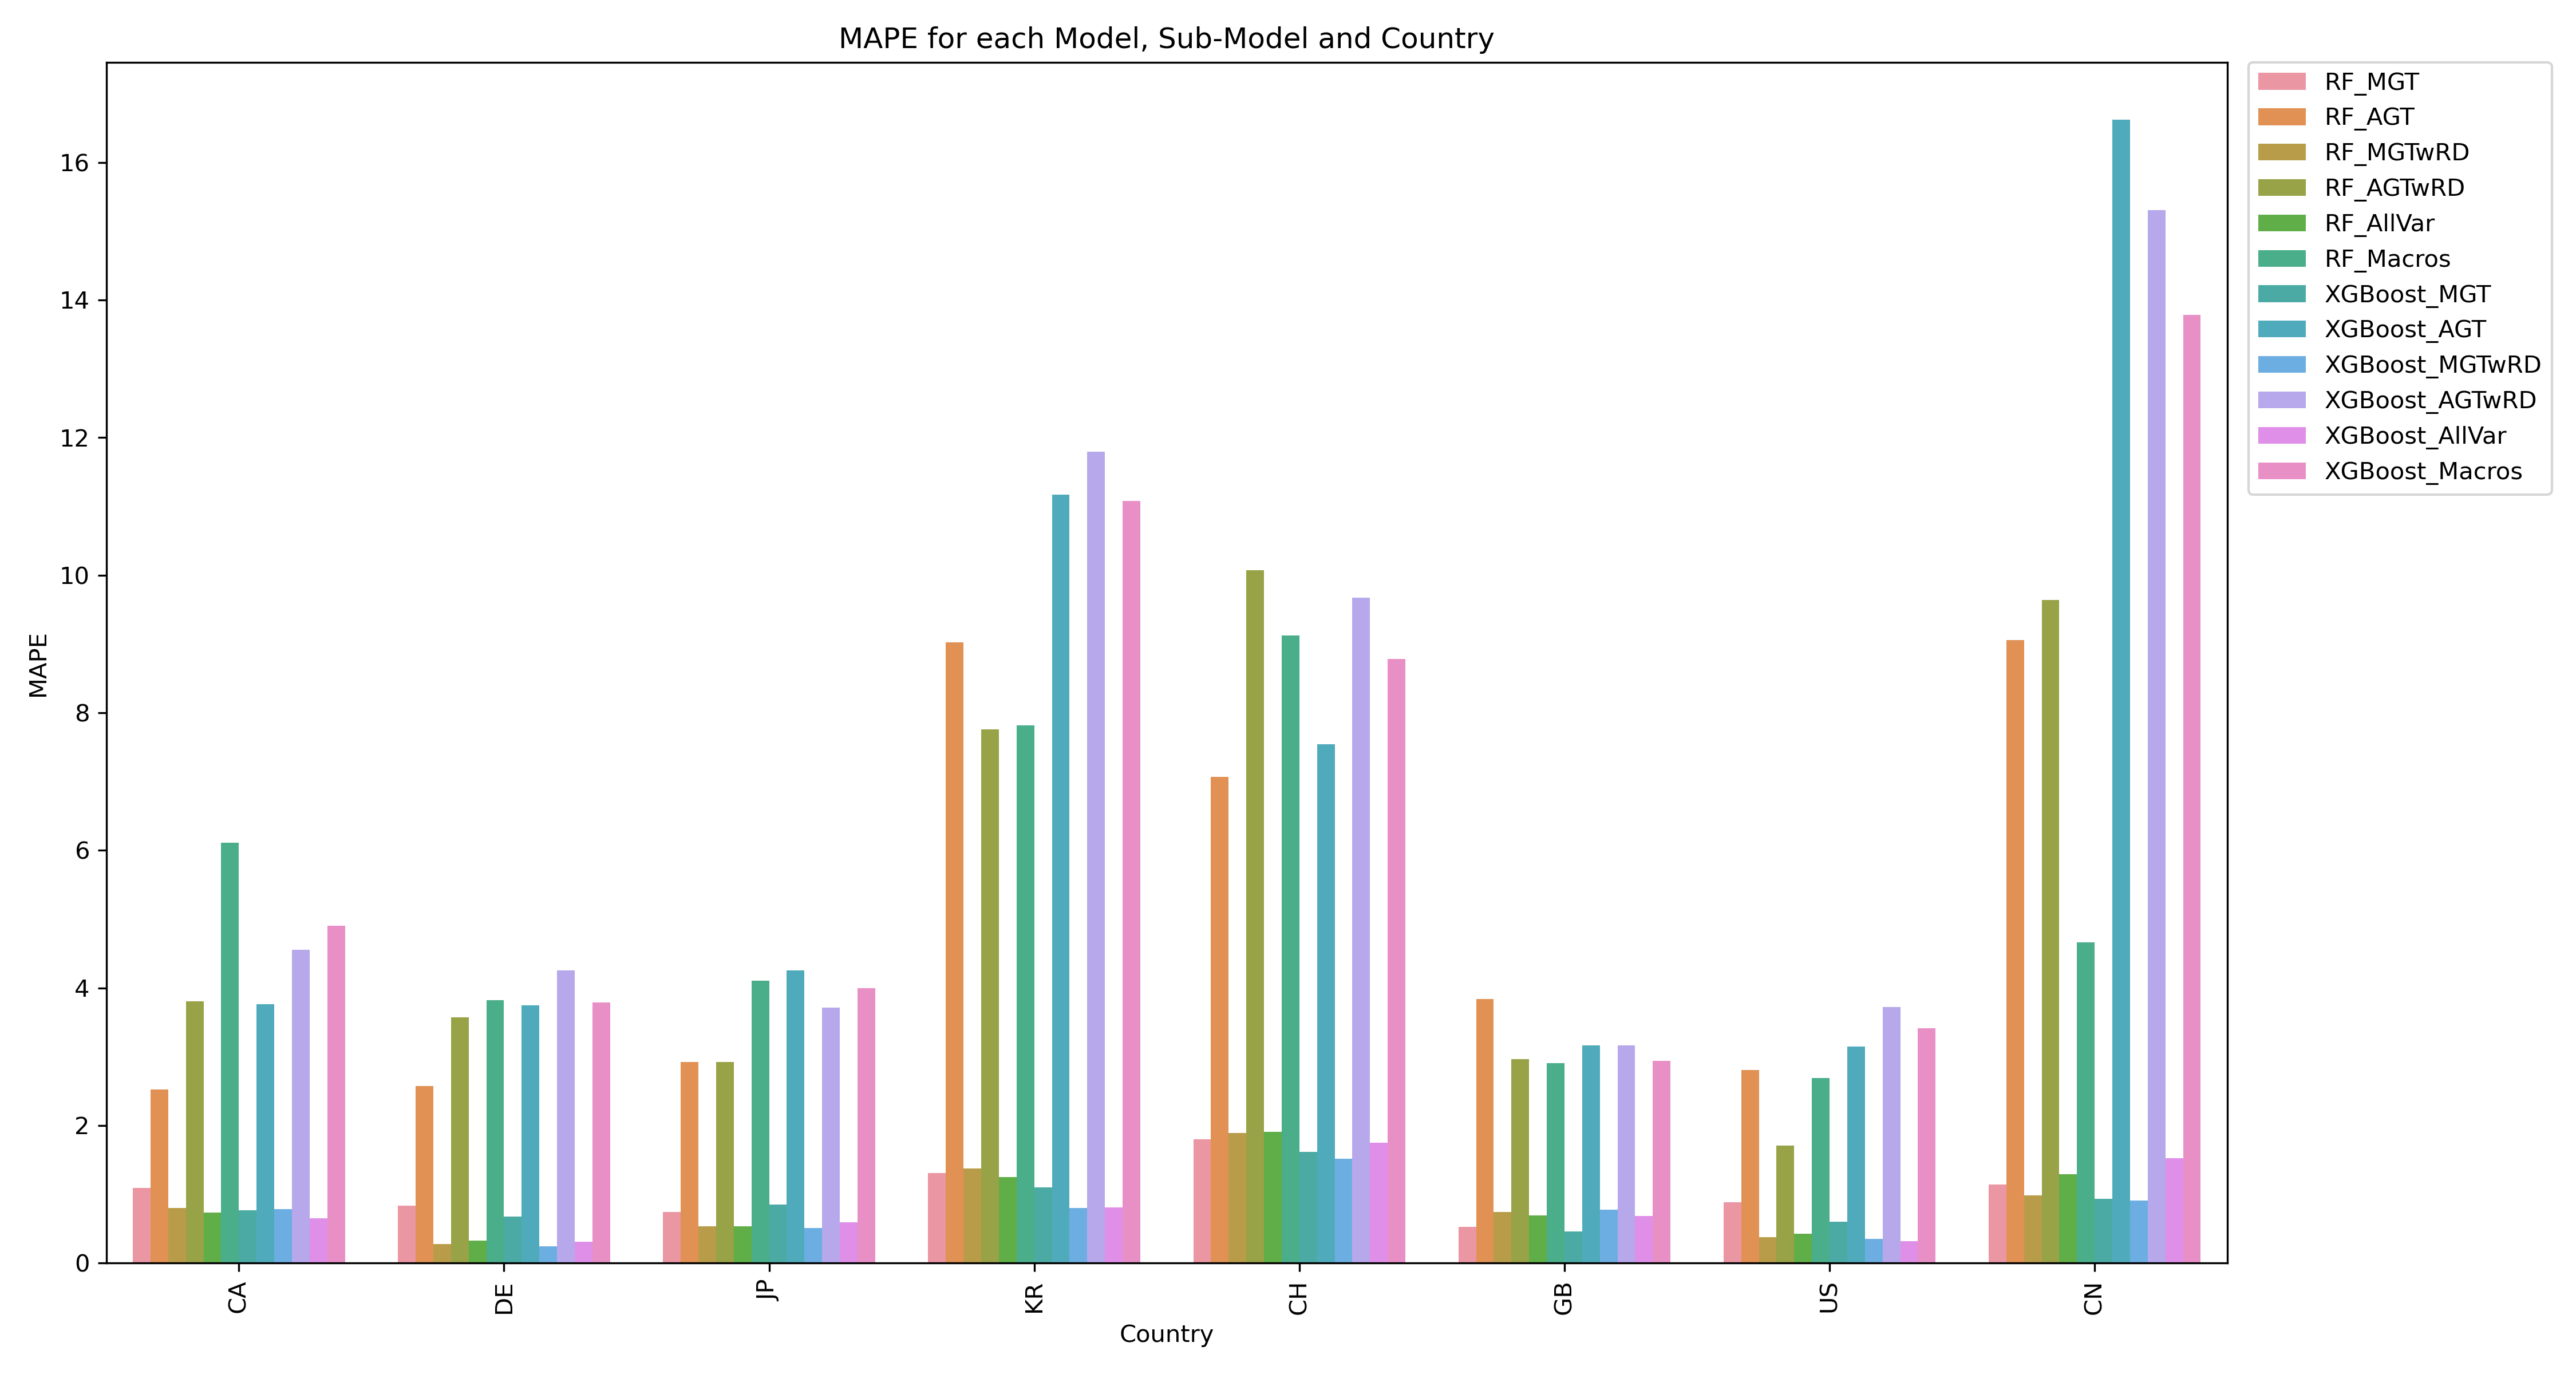 MAPE for each Model, Sub-Model and Country
MAPE
16
14
12
10
8
6
4
2
0
CA
DE
JP
KR
CH
GB
US
CN
Country
RF_MGT
RF_AGT
RF_MGTwRD
RF_AGTwRD
RF_AllVar
RF_Macros
XGBoost_MGT
XGBoost_AGT
XGBoost_MGTwRD
XGBoost_AGTwRD
XGBoost_AllVar
XGBoost_Macros